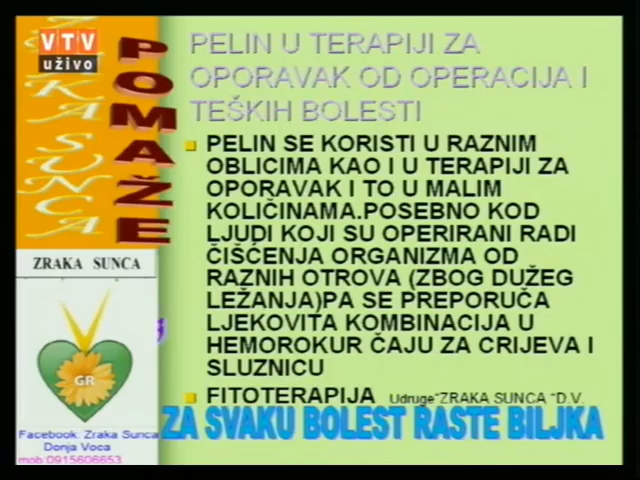 VTV
uživo
ZRAKA SUNCA
POMAŽE
PELIN U TERAPIJI ZA
OPORAVAK OD OPERACIJA I
TEŠKIH BOLESTI
PELIN SE KORISTI U RAZNIM
OBLICIMA KAO I U TERAPIJI ZA
OPORAVAK I TO U MALIM
KOLIČINAMA.POSEBNO KOD
LJUDI KOJI SU OPERIRANI RADI
ČIŠĆENJA ORGANIZMA OD
RAZNIH OTROVA (ZBOG DUŽEG
LEŽANJA)PA SE PREPORUČA
LJEKOVITA KOMBINACIJA U
HEMOROKUR ČAJU ZA CRIJEVA I
SLUZNICU
FITOTERAPIJA Udruge"ZRAKA SUNCA "D.V.
ZA SVAKU BOLEST RASTE BILJKA
GR
Facebook: Zraka Sunca
Donja Voca
mob:0915606653